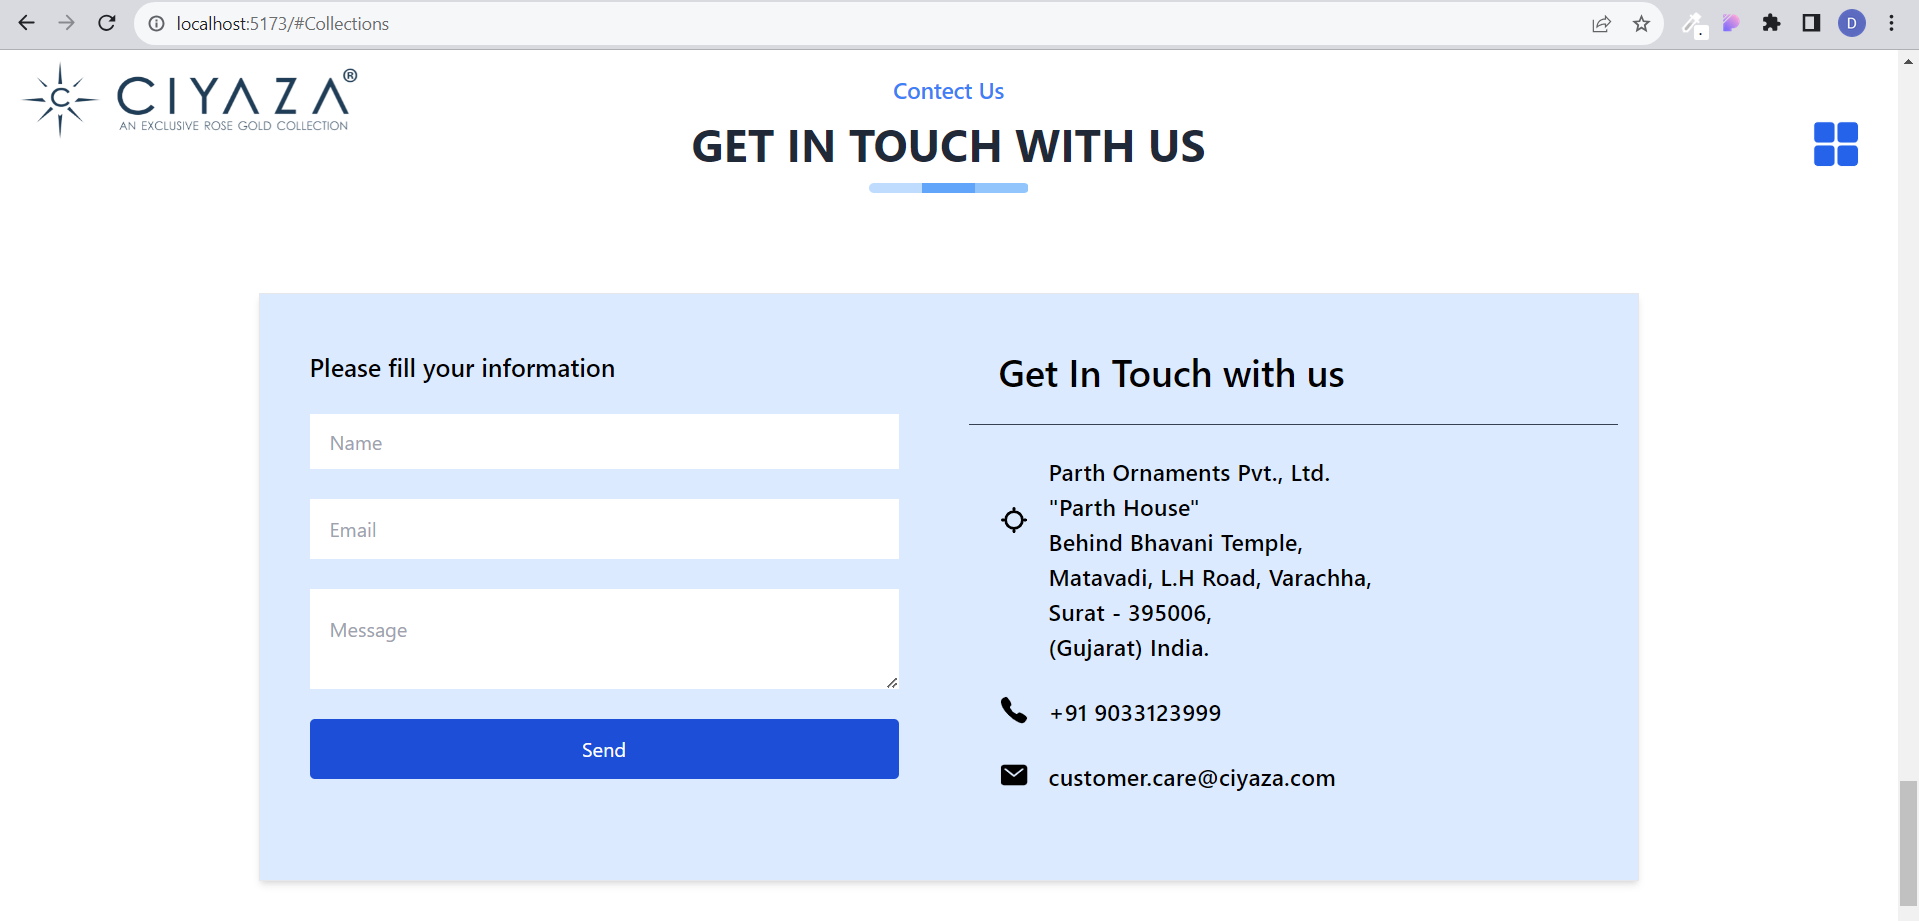 localhost:5173/#Collections
D
C
CIYAZA®
AN EXCLUSIVE ROSE GOLD COLLECTION
Contect Us
GET IN TOUCH WITH US
Please fill your information
Name
Email
Message
Send
Get In Touch with us
Parth Ornaments Pvt., Ltd.
"Parth House"
Behind Bhavani Temple,
Matavadi, L.H Road, Varachha,
Surat - 395006,
(Gujarat) India.
+91 9033123999
customer.care@ciyaza.com